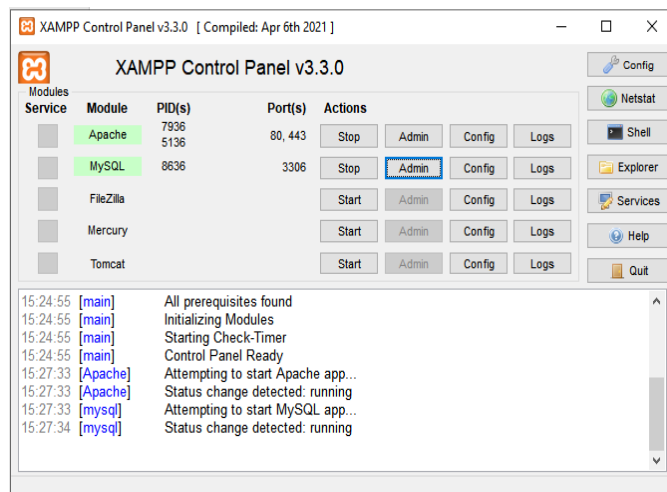 XAMPP Control Panel v3.3.0 [ Compiled: Apr 6th 2021 ]
XAMPP Control Panel v3.3.0
Config
Modules
Service Module PID(s) Port(s) Actions
Netstat
Apache 7936 5136 80, 443 Stop Admin Config Logs
Shell
MySQL 8636 3306 Stop Admin Config Logs
Explorer
FileZilla Start Admin Config Logs
Services
Mercury Start Admin Config Logs
Help
Tomcat Start Admin Config Logs
Quit
15:24:55 [main] All prerequisites found
15:24:55 [main] Initializing Modules
15:24:55 [main] Starting Check-Timer
15:24:55 [main] Control Panel Ready
15:27:33 [Apache] Attempting to start Apache app...
15:27:33 [Apache] Status change detected: running
15:27:33 [mysql] Attempting to start MySQL app...
15:27:34 [mysql] Status change detected: running